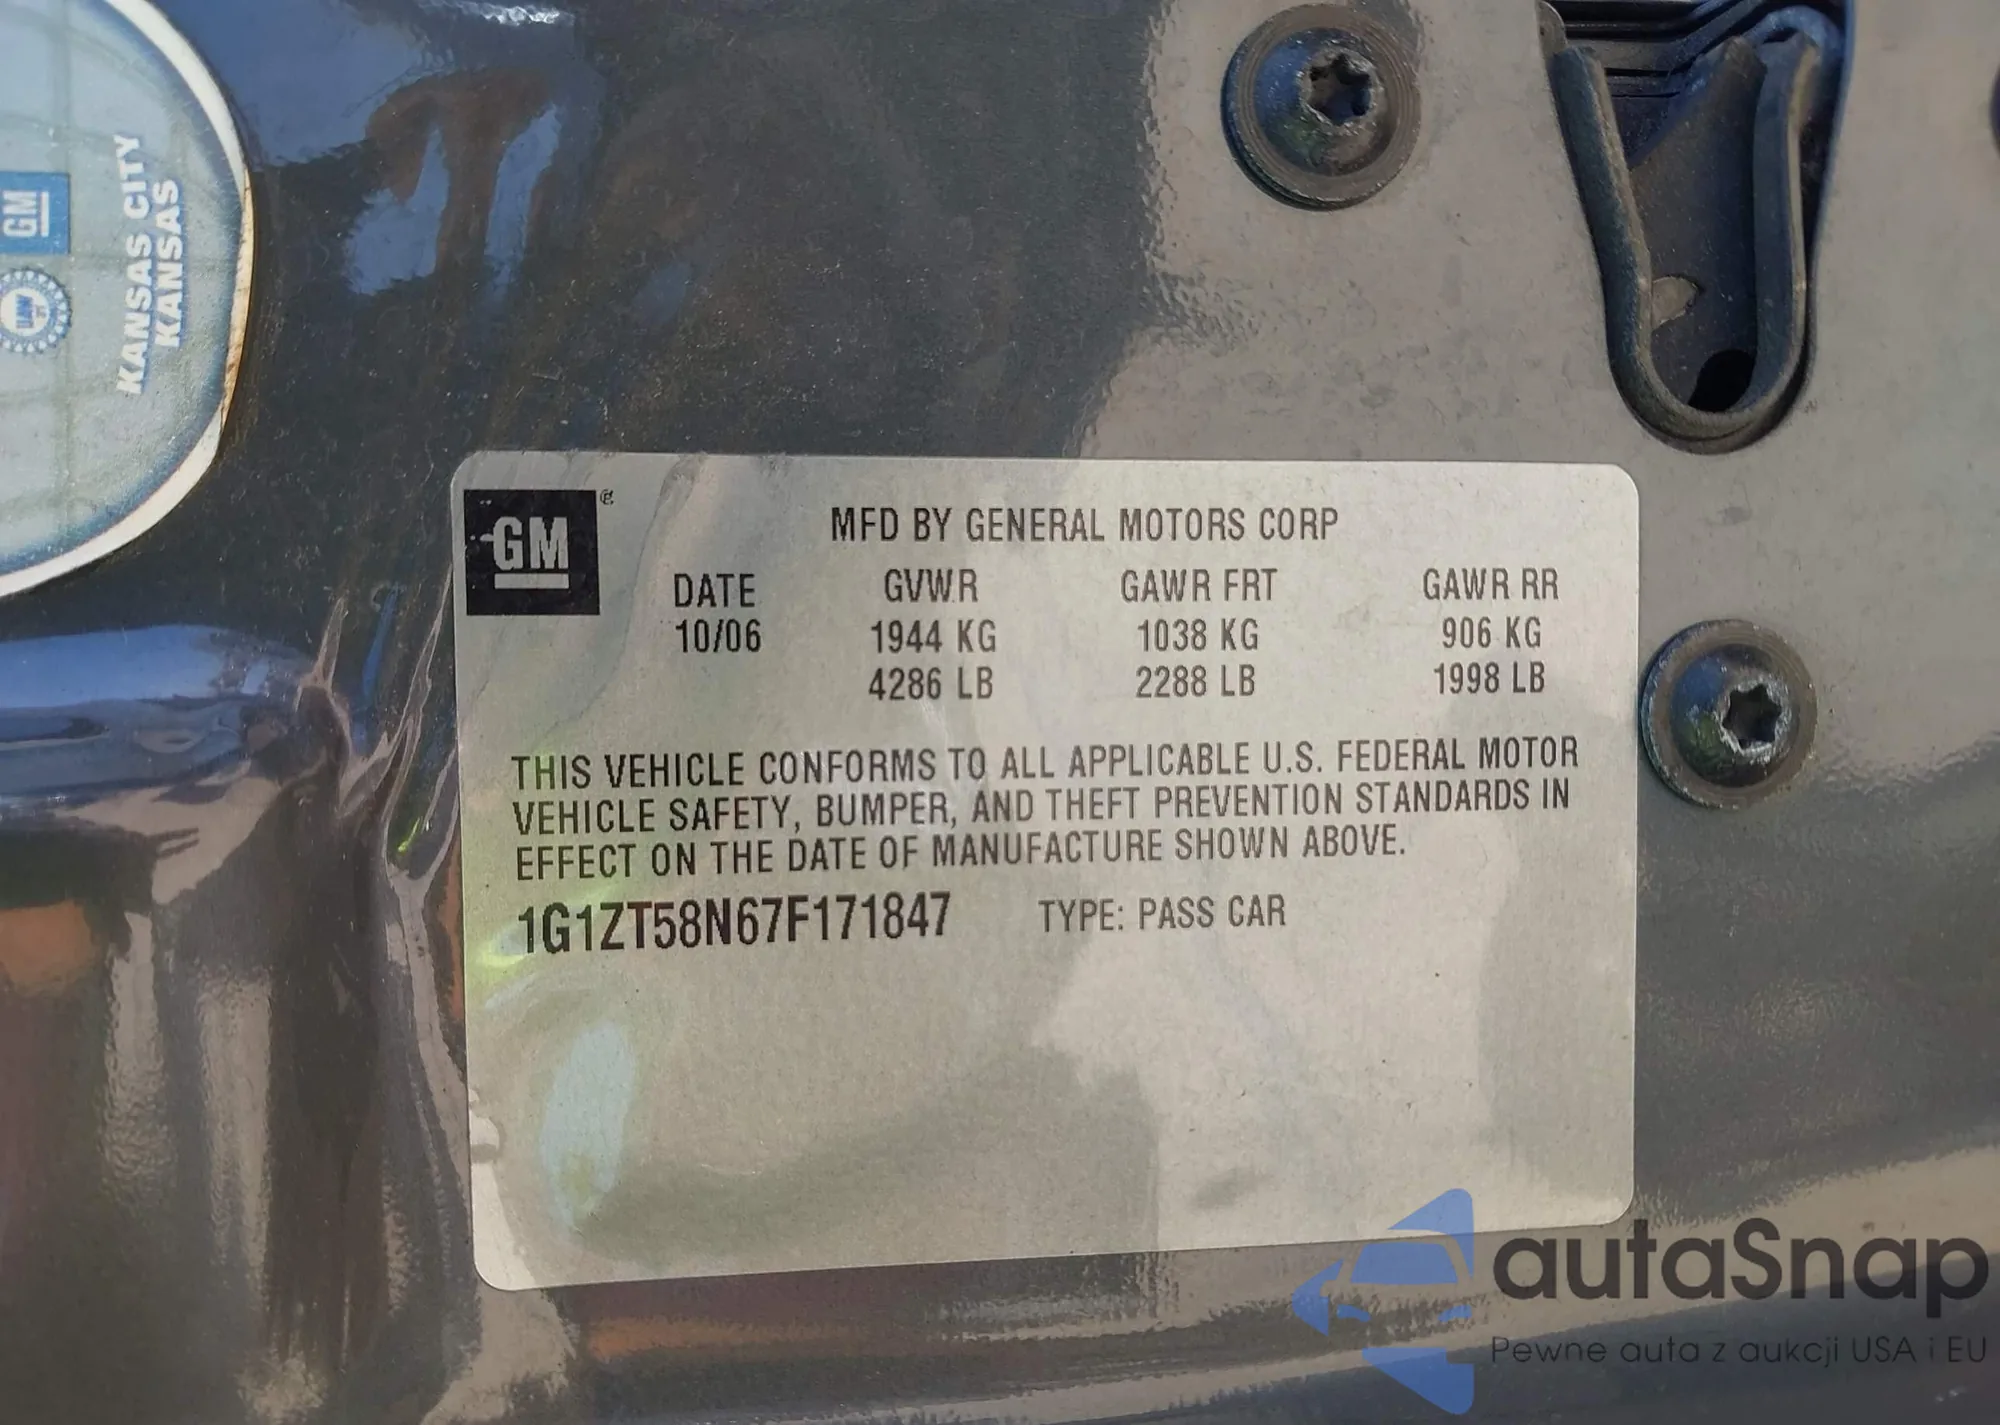 GM
KANSAS CITY
KANSAS
GM
®
MFD BY GENERAL MOTORS CORP
DATE GVWR GAWR FRT GAWR RR
10/06 1944 KG 1038 KG 906 KG
4286 LB 2288 LB 1998 LB
THIS VEHICLE CONFORMS TO ALL APPLICABLE U.S. FEDERAL MOTOR
VEHICLE SAFETY, BUMPER, AND THEFT PREVENTION STANDARDS IN
EFFECT ON THE DATE OF MANUFACTURE SHOWN ABOVE.
1G1ZT58N67F171847 TYPE: PASS CAR
autaSnap
Pewne auta z aukcji USA i EU